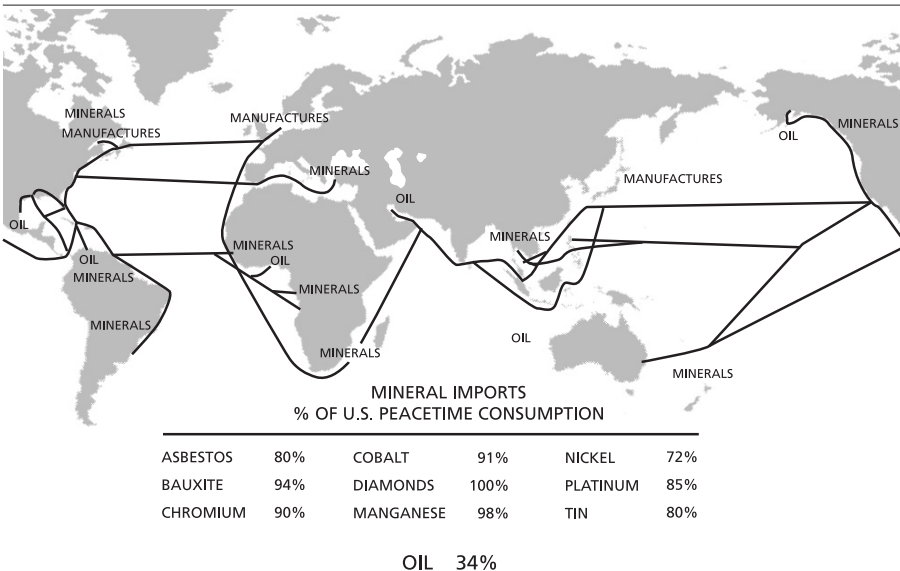 MINERALS
MANUFACTURES
MANUFACTURES
OIL
MINERALS
MINERALS
MANUFACTURES
OIL
OIL
MINERALS
MINERALS
OIL
OIL
MINERALS
MINERALS
MINERALS
OIL
MINERALS
MINERALS
MINERAL IMPORTS
% OF U.S. PEACETIME CONSUMPTION
ASBESTOS 80% COBALT 91% NICKEL 72%
BAUXITE 94% DIAMONDS 100% PLATINUM 85%
CHROMIUM 90% MANGANESE 98% TIN 80%
OIL 34%